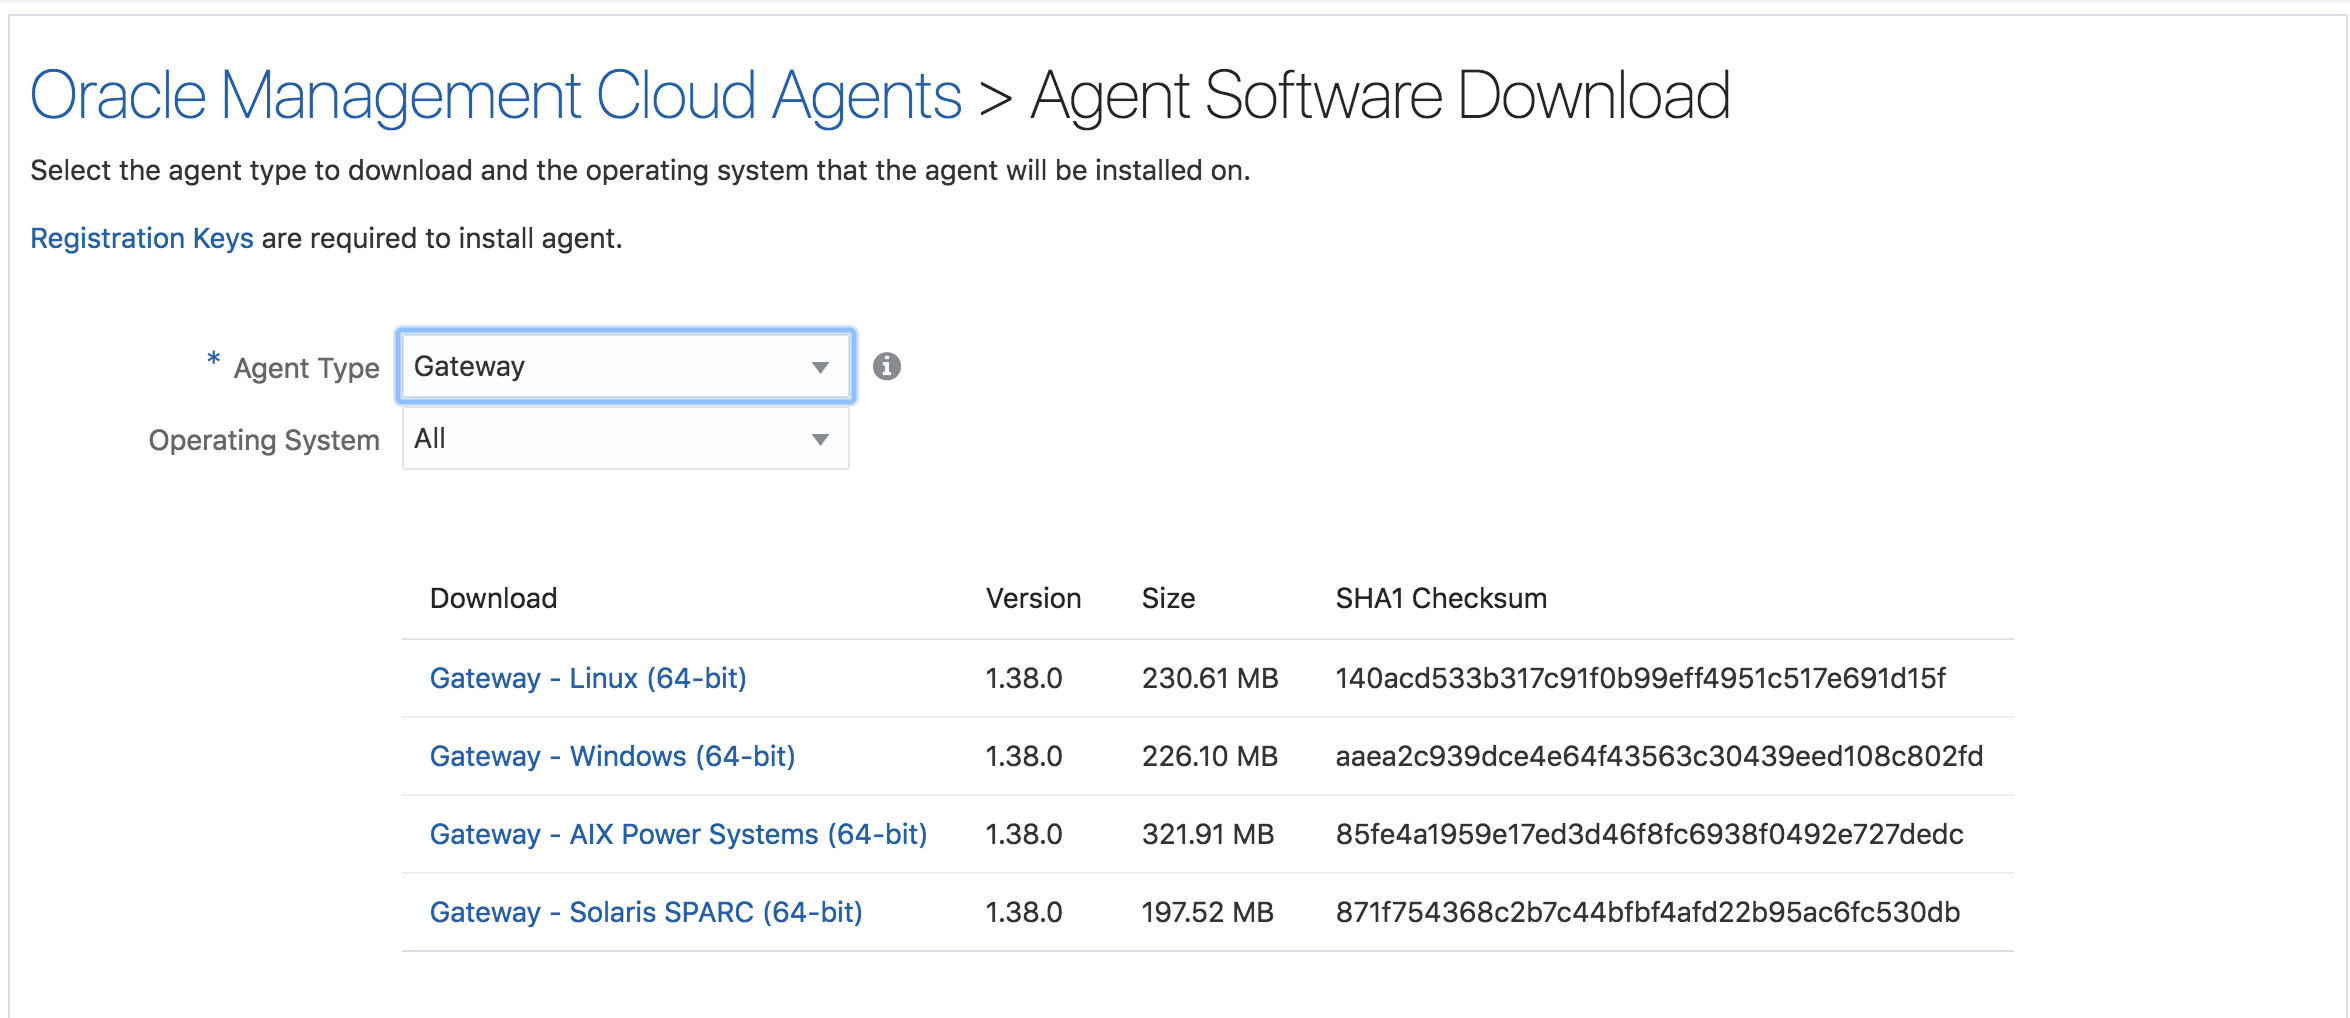 Oracle Management Cloud Agents > Agent Software Download
Select the agent type to download and the operating system that the agent will be installed on.
Registration Keys are required to install agent.
* Agent Type Gateway
Operating System All
Download Version Size SHA1 Checksum
Gateway - Linux (64-bit) 1.38.0 230.61 MB 140acd533b317c91f0b99eff4951c517e691d15f
Gateway - Windows (64-bit) 1.38.0 226.10 MB aaea2c939dce4e64f43563c30439eed108c802fd
Gateway - AIX Power Systems (64-bit) 1.38.0 321.91 MB 85fe4a1959e17ed3d46f8fc6938f0492e727dedc
Gateway - Solaris SPARC (64-bit) 1.38.0 197.52 MB 871f754368c2b7c44bfbf4afd22b95ac6fc530db